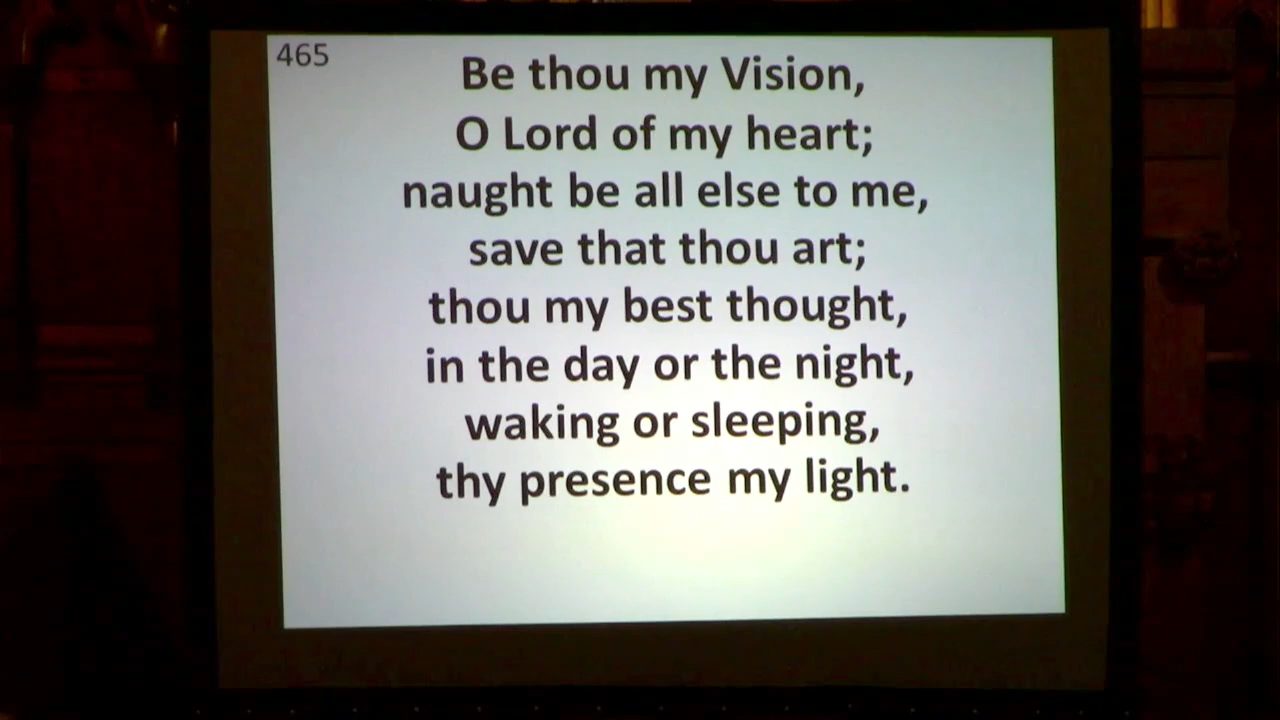 465
Be thou my Vision,
O Lord of my heart;
naught be all else to me,
save that thou art;
thou my best thought,
in the day or the night,
waking or sleeping,
thy presence my light.